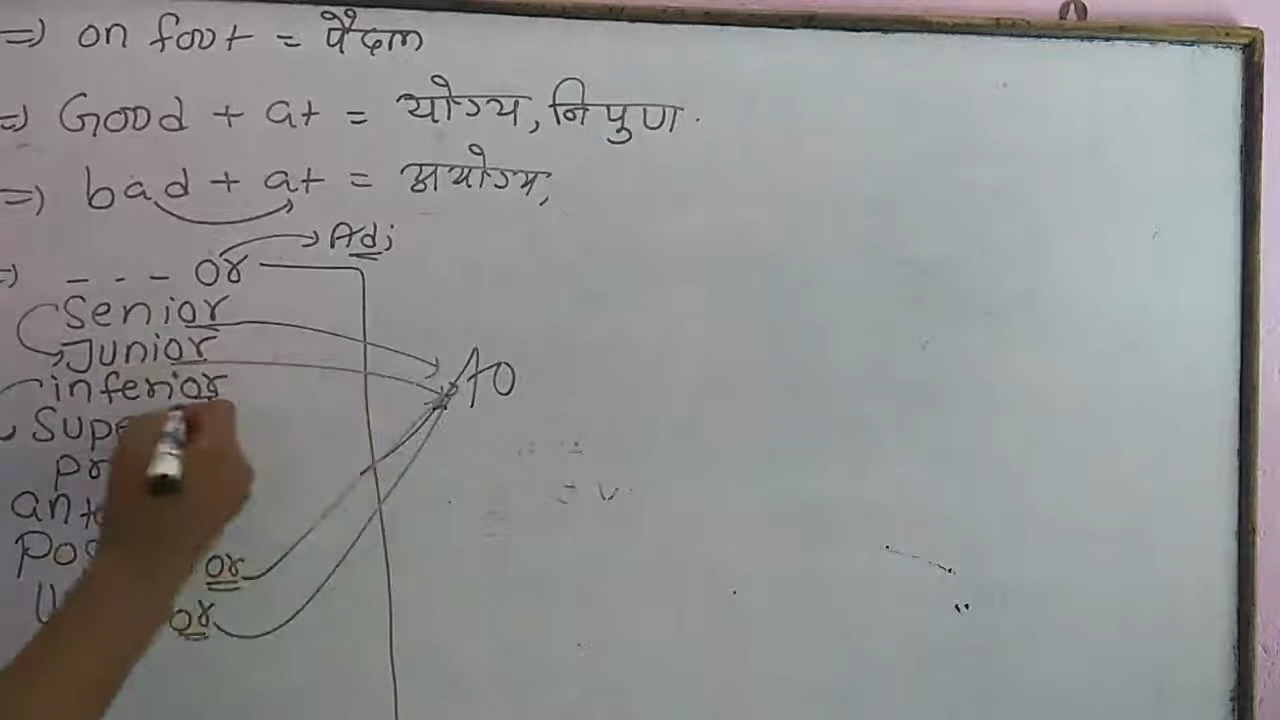 => on foot = पैदल
=> Good + at = योग्य, निपुण.
=> bad + at = अयोग्य,
Adj
=> - - - or
Senior
Junior
inferior
to
or
or